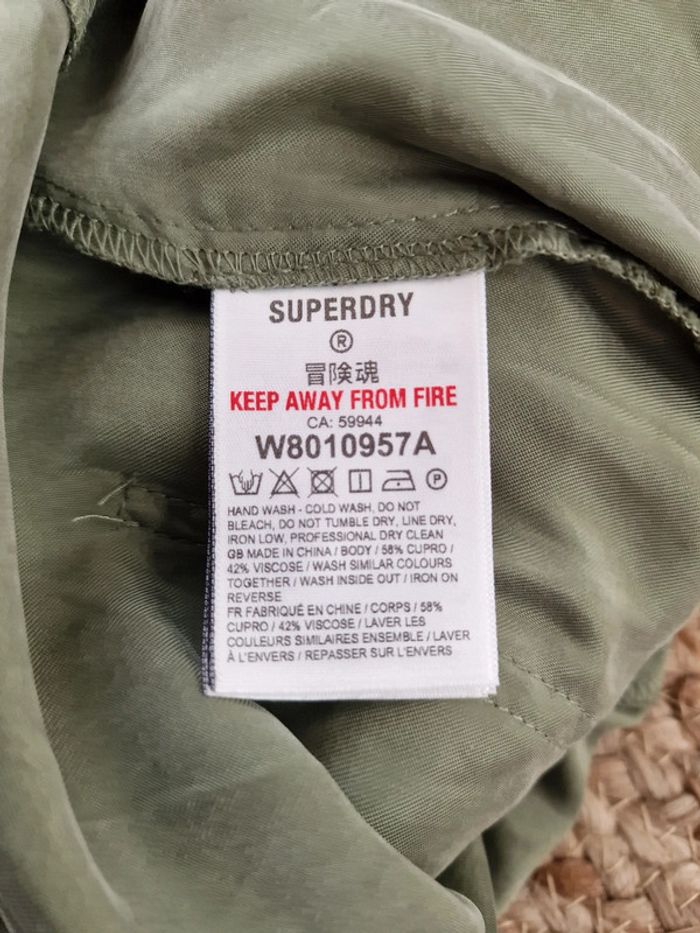 SUPERDRY
®
冒険魂
KEEP AWAY FROM FIRE
CA: 59944
W8010957A
P
HAND WASH - COLD WASH, DO NOT
BLEACH, DO NOT TUMBLE DRY, LINE DRY,
IRON LOW, PROFESSIONAL DRY CLEAN
GB MADE IN CHINA / BODY / 58% CUPRO /
42% VISCOSE / WASH SIMILAR COLOURS
TOGETHER / WASH INSIDE OUT / IRON ON
REVERSE
FR FABRIQUÉ EN CHINE / CORPS / 58%
CUPRO / 42% VISCOSE / LAVER LES
COULEURS SIMILAIRES ENSEMBLE / LAVER
À L'ENVERS / REPASSER SUR L'ENVERS